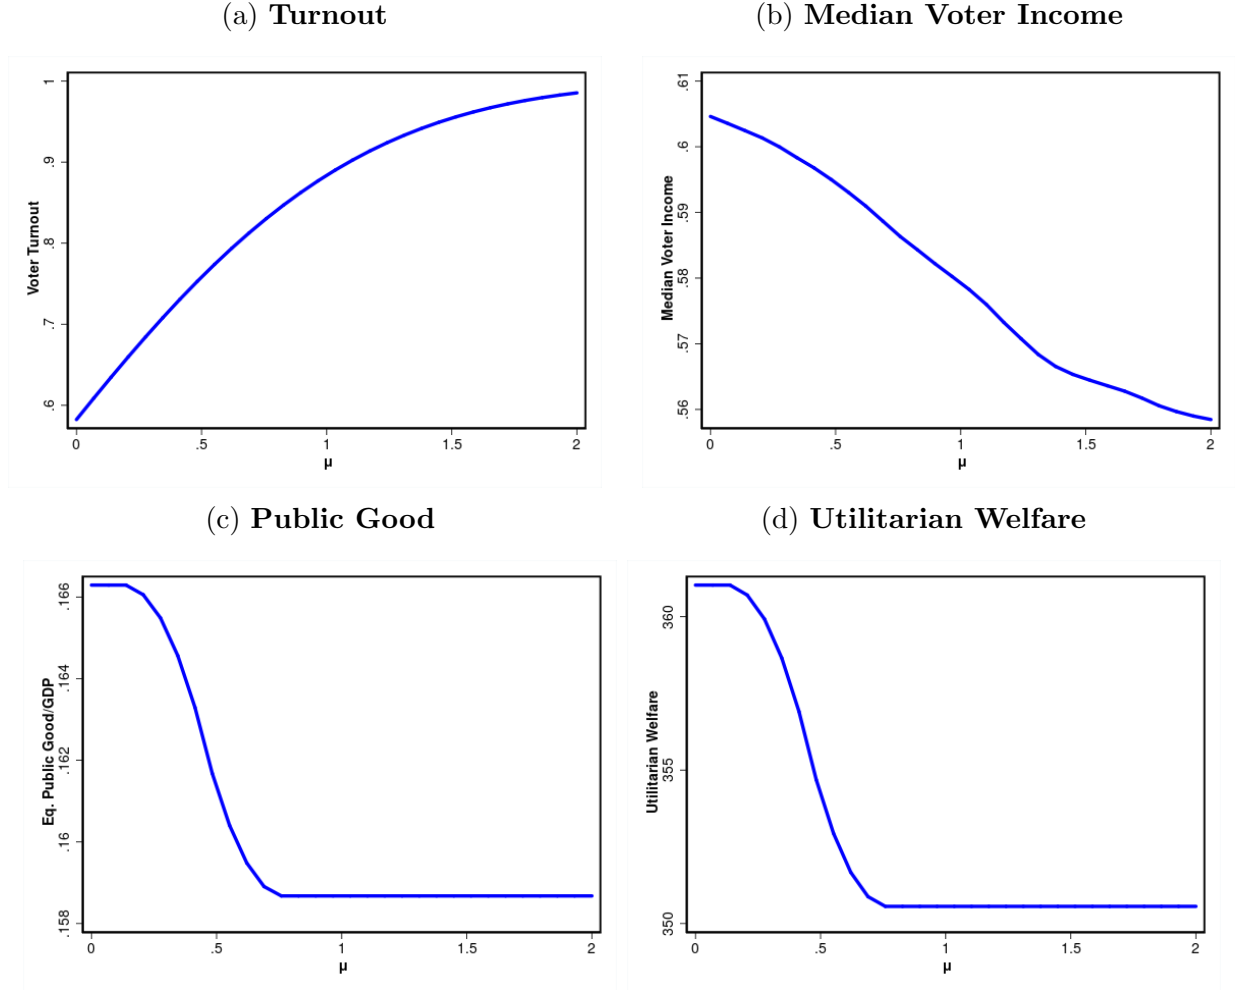 (a) Turnout
Voter Turnout
1
.9
.8
.7
.6
0 .5 1 1.5 2
μ
(b) Median Voter Income
Median Voter Income
.61
.6
.59
.58
.57
.56
0 .5 1 1.5 2
μ
(c) Public Good
Eq. Public Good/GDP
.166
.164
.162
.16
.158
0 .5 1 1.5 2
μ
(d) Utilitarian Welfare
Utilitarian Welfare
360
355
350
0 .5 1 1.5 2
μ